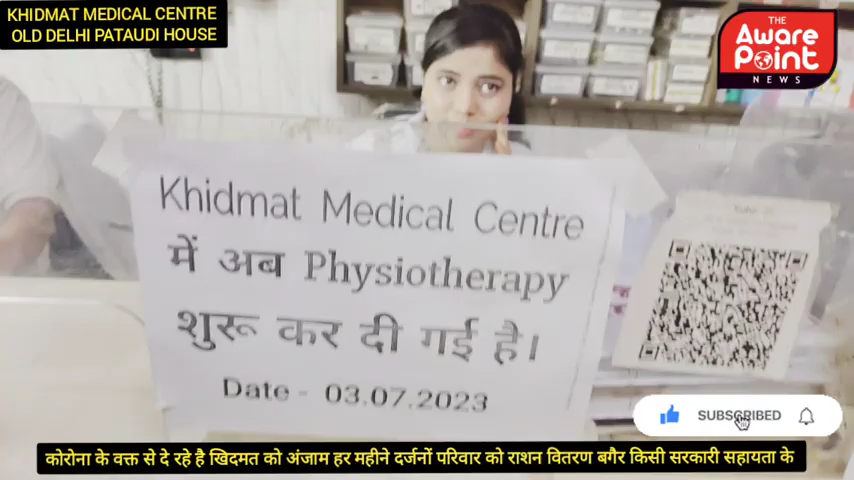 KHIDMAT MEDICAL CENTRE
OLD DELHI PATAUDI HOUSE
THE
Aware
Point
NEWS
Khidmat Medical Centre
में अब Physiotherapy
शुरू कर दी गई है।
Date - 03.07.2023
SUBSCRIBED
कोरोना के वक्त से दे रहे है खिदमत को अंजाम हर महीने दर्जनों परिवार को राशन वितरण बगैर किसी सरकारी सहायता के